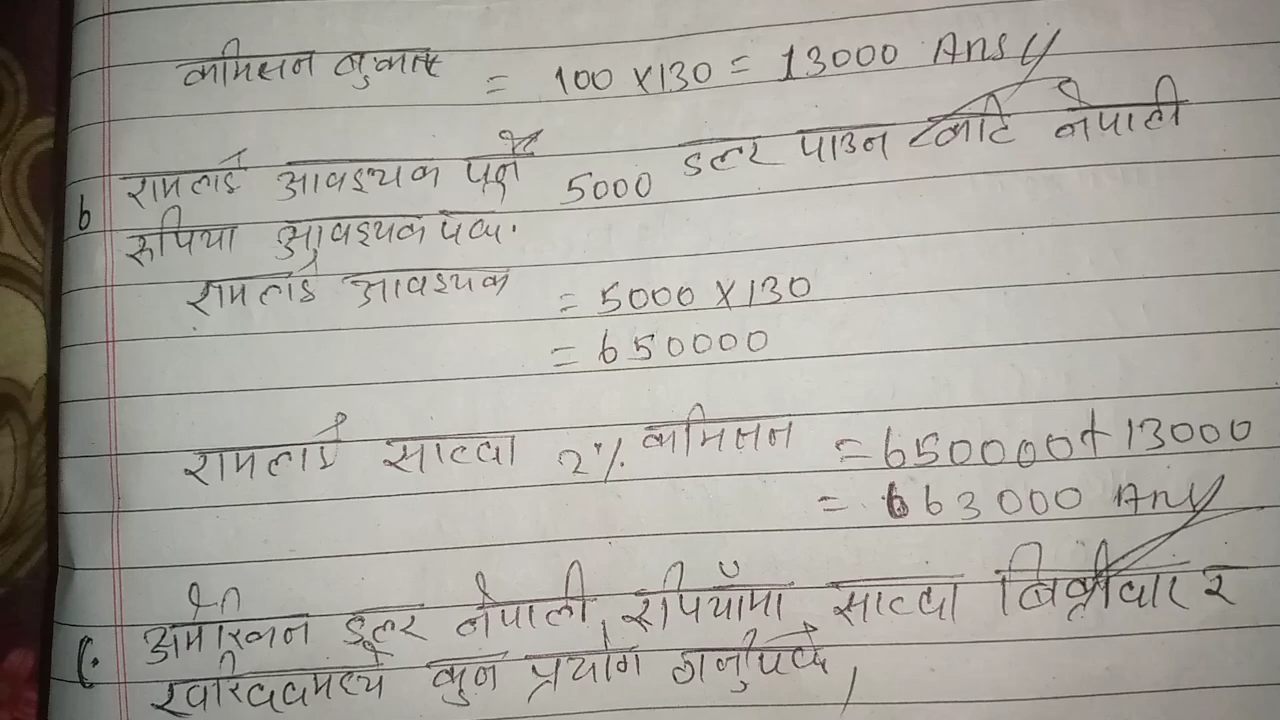 कमिसन बुकाए = 100 x 130 = 13000 Ans
b रामलाई आवश्यक पर्ने 5000 डलर पाउन कति नेपाली
रुपिया आवश्यक पर्छ.
रामलाई आवश्यक = 5000 X 130
= 650000
रामलाई साटदा 2% कमिसन = 650000 + 13000
= 663000 Ans
C. अमेरिकन डलर नेपाली रुपियाँमा साटदा बिक्रीदर र
खरिददरमध्ये कुन प्रयोग गर्नुपर्छ,